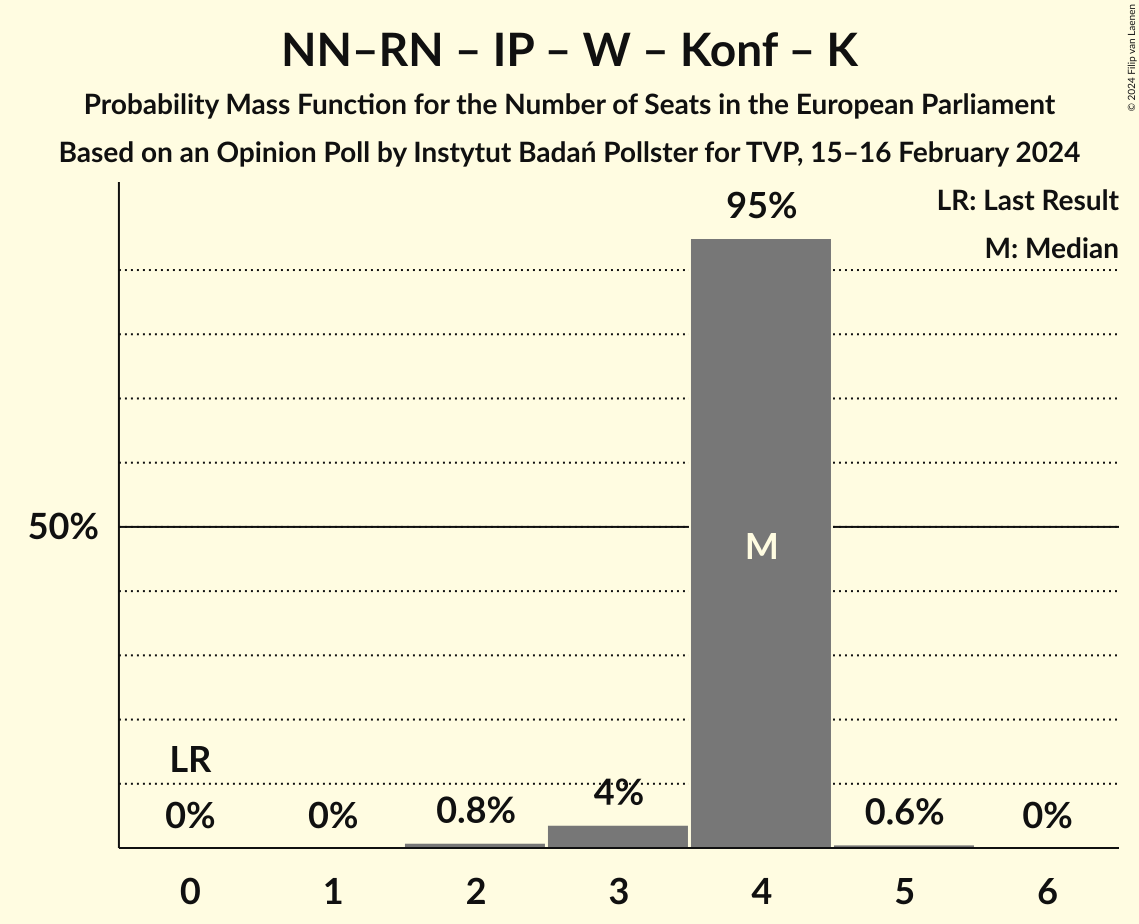 NN–RN – IP – W – Konf – K
Probability Mass Function for the Number of Seats in the European Parliament
Based on an Opinion Poll by Instytut Badań Pollster for TVP, 15–16 February 2024
© 2024 Filip van Laenen
LR: Last Result
M: Median
95%
50%
M
LR
0%
0%
0.8%
4%
0.6%
0%
0
1
2
3
4
5
6